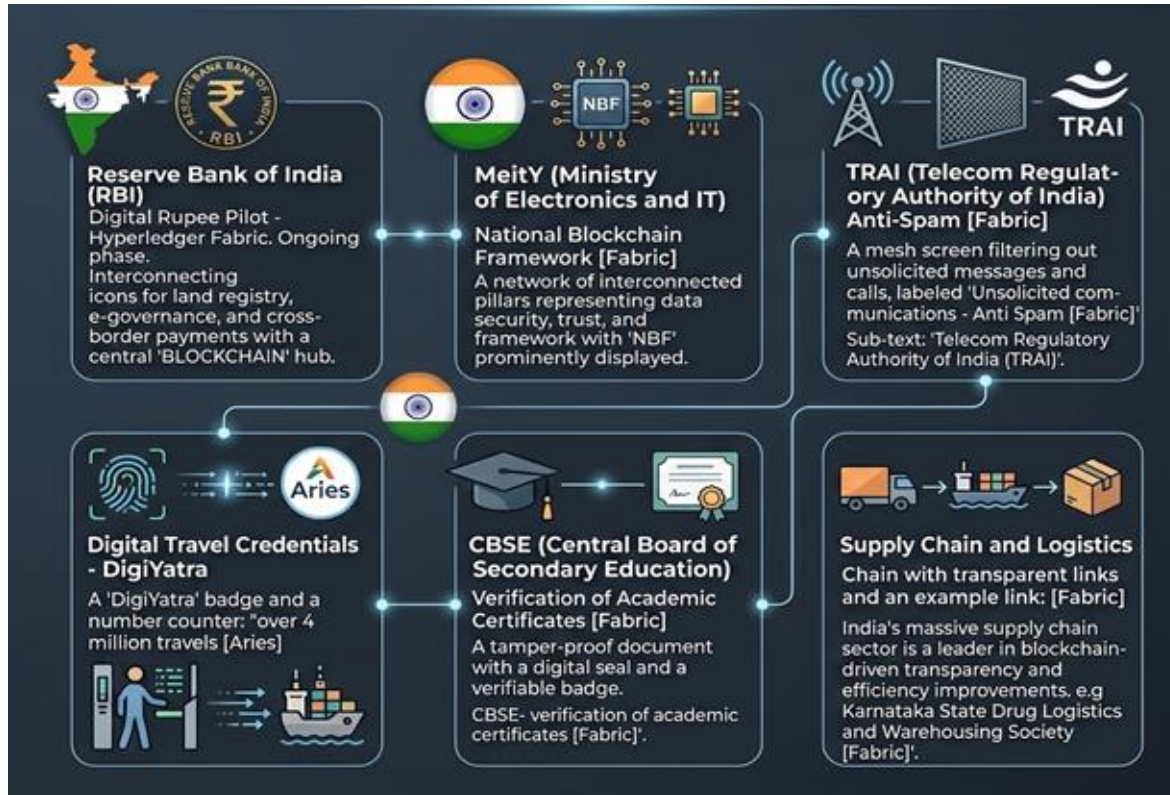 RESERVE BANK BANK OF INDIA
RBI
Reserve Bank of India
(RBI)
Digital Rupee Pilot -
Hyperledger Fabric. Ongoing
phase.
Interconnecting
icons for land registry,
e-governance, and cross-
border payments with a
central 'BLOCKCHAIN' hub.
NBF
MeitY (Ministry
of Electronics and IT)
National Blockchain
Framework [Fabric]
A network of interconnected
pillars representing data
security, trust, and
framework with 'NBF'
prominently displayed.
TRAI
TRAI (Telecom Regulat-
ory Authority of India)
Anti-Spam [Fabric]
A mesh screen filtering out
unsolicited messages and
calls, labeled 'Unsolicited com-
munications - Anti Spam [Fabric]'
Sub-text: 'Telecom Regulatory
Authority of India (TRAI)'.
Aries
Digital Travel Credentials
- DigiYatra
A 'DigiYatra' badge and a
number counter: "over 4
million travels [Aries]
CBSE (Central Board of
Secondary Education)
Verification of Academic
Certificates [Fabric]
A tamper-proof document
with a digital seal and a
verifiable badge.
CBSE- verification of academic
certificates [Fabric]'.
Supply Chain and Logistics
Chain with transparent links
and an example link: [Fabric]
India's massive supply chain
sector is a leader in blockchain-
driven transparency and
efficiency improvements. e.g
Karnataka State Drug Logistics
and Warehousing Society
[Fabric]'.